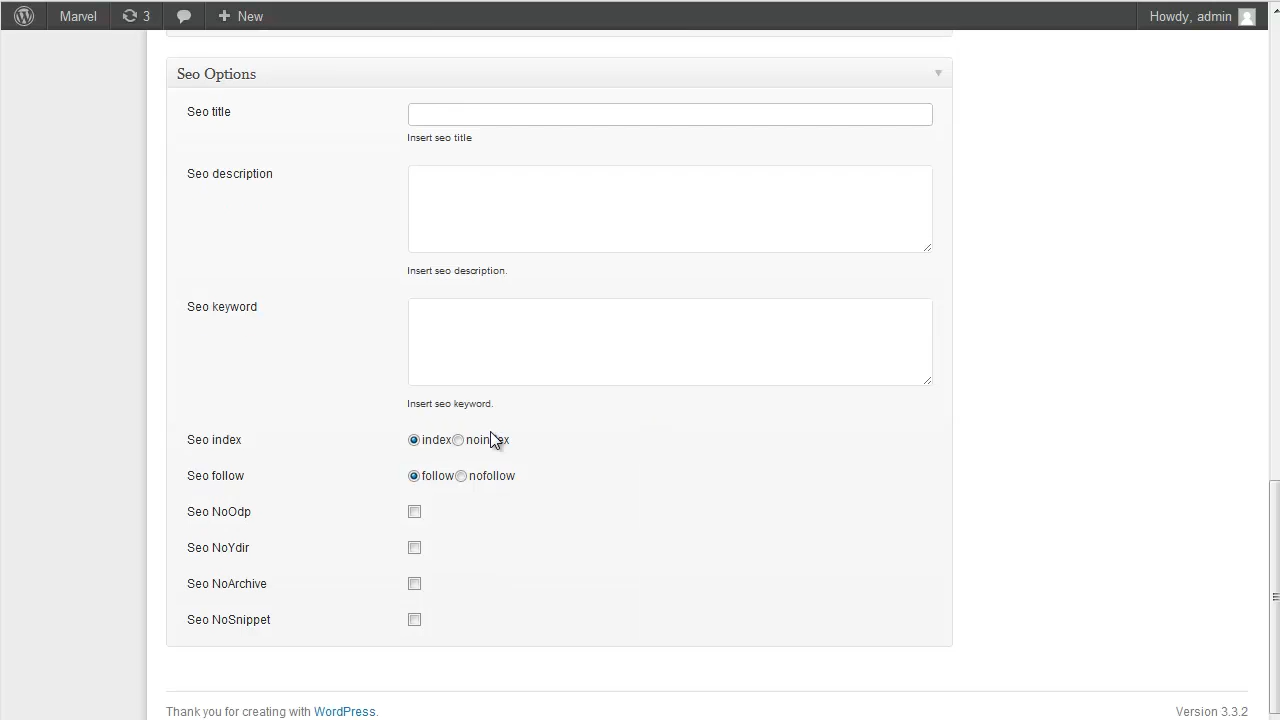 Marvel 3 New Howdy, admin
Seo Options
Seo title
Insert seo title
Seo description
Insert seo description.
Seo keyword
Insert seo keyword.
Seo index index noindex
Seo follow follow nofollow
Seo NoOdp
Seo NoYdir
Seo NoArchive
Seo NoSnippet
Thank you for creating with WordPress. Version 3.3.2